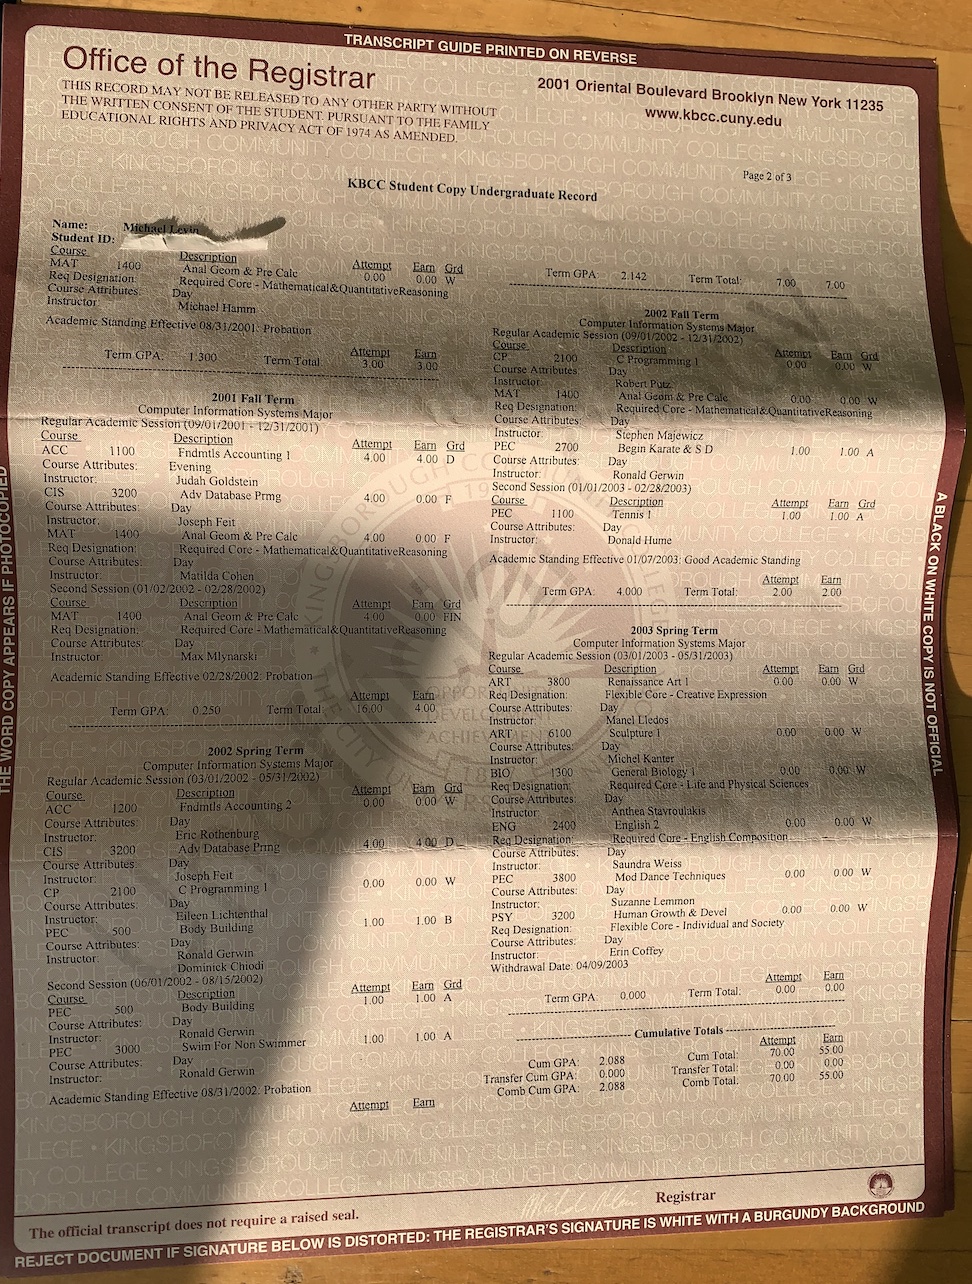 TRANSCRIPT GUIDE PRINTED ON REVERSE
Office of the Registrar
2001 Oriental Boulevard Brooklyn New York 11235
www.kbcc.cuny.edu
THIS RECORD MAY NOT BE RELEASED TO ANY OTHER PARTY WITHOUT
THE WRITTEN CONSENT OF THE STUDENT. PURSUANT TO THE FAMILY
EDUCATIONAL RIGHTS AND PRIVACY ACT OF 1974 AS AMENDED.
Page 2 of 3
KBCC Student Copy Undergraduate Record
Name: Michael Levin
Student ID:
Course Description Attempt Earn Grd
MAT 1400 Anal Geom & Pre Calc 0.00 0.00 W
Req Designation: Required Core - Mathematical&QuantitativeReasoning
Course Attributes: Day
Instructor: Michael Hamm
Academic Standing Effective 08/31/2001: Probation
Attempt Earn
Term GPA: 1.300 Term Total: 3.00 3.00
2001 Fall Term
Computer Information Systems Major
Regular Academic Session (09/01/2001 - 12/31/2001)
Course Description Attempt Earn Grd
ACC 1100 Fndmtls Accounting 1 4.00 4.00 D
Course Attributes: Evening
Instructor: Judah Goldstein
CIS 3200 Adv Database Prmg 4.00 0.00 F
Course Attributes: Day
Instructor: Joseph Feit
MAT 1400 Anal Geom & Pre Calc 4.00 0.00 F
Req Designation: Required Core - Mathematical&QuantitativeReasoning
Course Attributes: Day
Instructor: Matilda Cohen
Second Session (01/02/2002 - 02/28/2002)
Course Description Attempt Earn Grd
MAT 1400 Anal Geom & Pre Calc 4.00 0.00 FIN
Req Designation: Required Core - Mathematical&QuantitativeReasoning
Course Attributes: Day
Instructor: Max Mlynarski
Academic Standing Effective 02/28/2002: Probation
Attempt Earn
Term GPA: 0.250 Term Total: 16.00 4.00
2002 Spring Term
Computer Information Systems Major
Regular Academic Session (03/01/2002 - 05/31/2002)
Course Description Attempt Earn Grd
ACC 1200 Fndmtls Accounting 2 0.00 0.00 W
Course Attributes: Day
Instructor: Eric Rothenburg
CIS 3200 Adv Database Prmg 4.00 4.00 D
Course Attributes: Day
Instructor: Joseph Feit
CP 2100 C Programming 1 0.00 0.00 W
Course Attributes: Day
Instructor: Eileen Lichtenthal
PEC 500 Body Building 1.00 1.00 B
Course Attributes: Day
Instructor: Ronald Gerwin
Dominick Chiodi
Second Session (06/01/2002 - 08/15/2002)
Course Description Attempt Earn Grd
PEC 500 Body Building 1.00 1.00 A
Course Attributes: Day
Instructor: Ronald Gerwin
PEC 3000 Swim For Non Swimmer 1.00 1.00 A
Course Attributes: Day
Instructor: Ronald Gerwin
Academic Standing Effective 08/31/2002: Probation
Attempt Earn
Term GPA 2.142 Term Total: 7.00 7.00
2002 Fall Term
Computer Information Systems Major
Regular Academic Session (09/01/2002 - 12/31/2002)
Course Description Attempt Earn Grd
CP 2100 C Programming 1 0.00 0.00 W
Course Attributes: Day
Instructor: Robert Putz
MAT 1400 Anal Geom & Pre Calc 0.00 0.00 W
Req Designation: Required Core - Mathematical&QuantitativeReasoning
Course Attributes: Day
Instructor: Stephen Majewicz
PEC 2700 Begin Karate & S D 1.00 1.00 A
Course Attributes: Day
Instructor: Ronald Gerwin
Second Session (01/01/2003 - 02/28/2003)
Course Description Attempt Earn Grd
PEC 1100 Tennis 1 1.00 1.00 A
Course Attributes: Day
Instructor: Donald Hume
Academic Standing Effective 01/07/2003: Good Academic Standing
Attempt Earn
Term GPA: 4.000 Term Total: 2.00 2.00
2003 Spring Term
Computer Information Systems Major
Regular Academic Session (03/01/2003 - 05/31/2003)
Course Description Attempt Earn Grd
ART 3800 Renaissance Art 1 0.00 0.00 W
Req Designation: Flexible Core - Creative Expression
Course Attributes: Day
Instructor: Manel Lledos
ART 6100 Sculpture 1 0.00 0.00 W
Course Attributes: Day
Instructor: Michel Kanter
BIO 1300 General Biology 1 0.00 0.00 W
Req Designation: Required Core - Life and Physical Sciences
Course Attributes: Day
Instructor: Anthea Stavroulakis
ENG 2400 English 2 0.00 0.00 W
Req Designation: Required Core - English Composition
Course Attributes: Day
Instructor: Saundra Weiss
PEC 3800 Mod Dance Techniques 0.00 0.00 W
Course Attributes: Day
Instructor: Suzanne Lemmon
PSY 3200 Human Growth & Devel 0.00 0.00 W
Req Designation: Flexible Core - Individual and Society
Course Attributes: Day
Instructor: Erin Coffey
Withdrawal Date: 04/09/2003
Attempt Earn
Term GPA: 0.000 Term Total: 0.00 0.00
Cumulative Totals
Attempt Earn
Cum GPA: 2.088 Cum Total: 70.00 55.00
Transfer Cum GPA: 0.000 Transfer Total: 0.00 0.00
Comb Cum GPA: 2.088 Comb Total: 70.00 55.00
Registrar
The official transcript does not require a raised seal.
REJECT DOCUMENT IF SIGNATURE BELOW IS DISTORTED: THE REGISTRAR'S SIGNATURE IS WHITE WITH A BURGUNDY BACKGROUND
THE WORD COPY APPEARS IF PHOTOCOPIED
A BLACK ON WHITE COPY IS NOT OFFICIAL
KINGSBOROUGH COMMUNITY COLLEGE